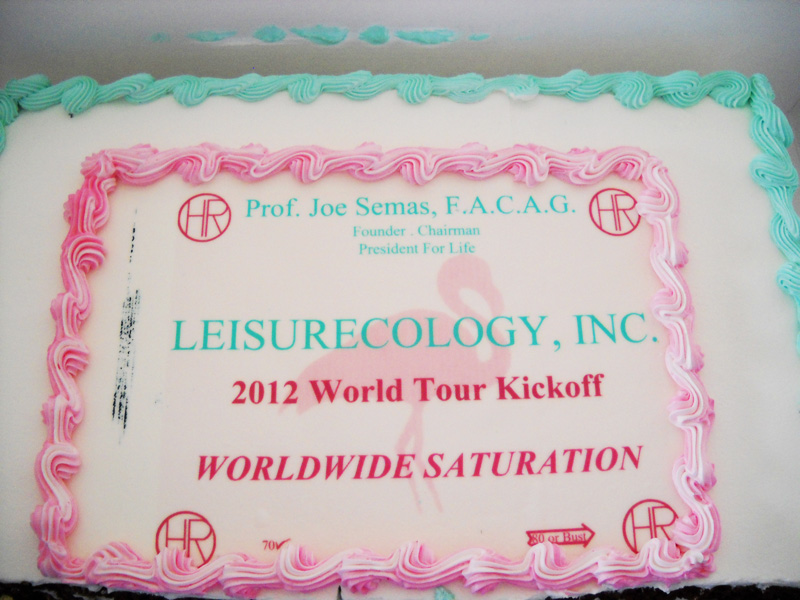 HR Prof. Joe Semas, F.A.C.A.G. HR
Founder . Chairman
President For Life
LEISURECOLOGY, INC.
2012 World Tour Kickoff
WORLDWIDE SATURATION
HR 70✓ 80 or Bust HR